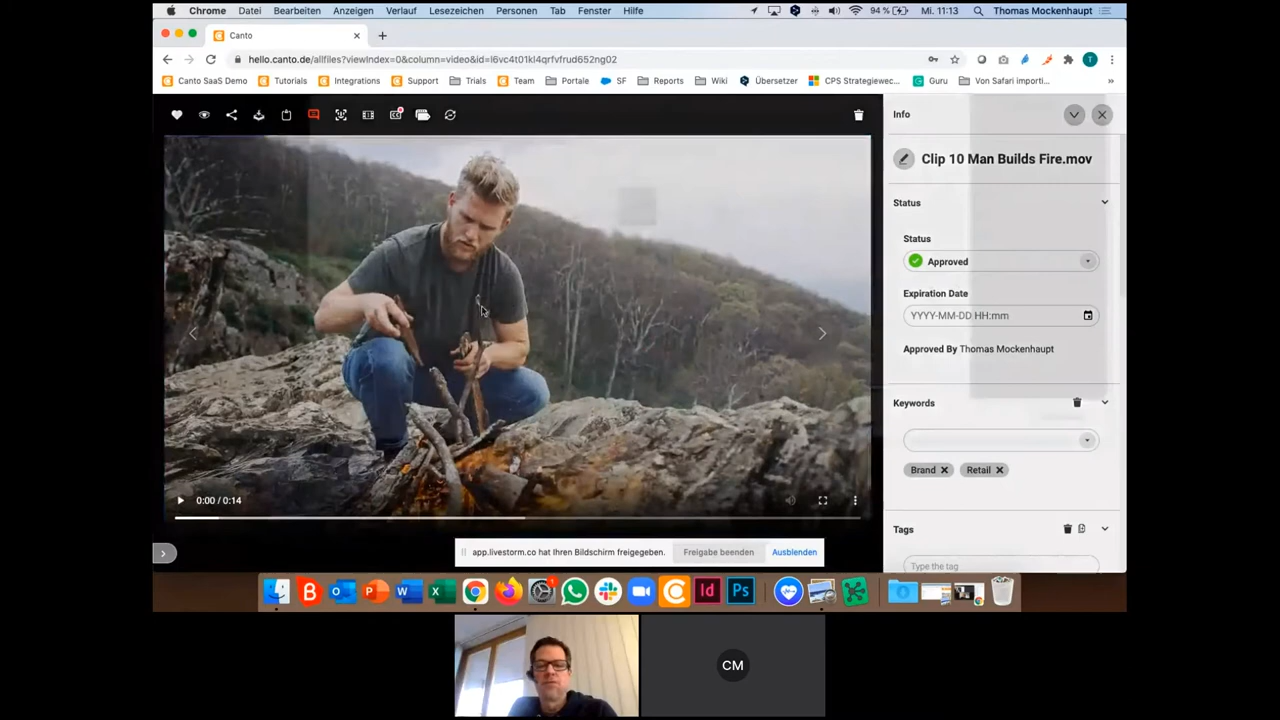 Chrome Datei Bearbeiten Anzeigen Verlauf Lesezeichen Personen Tab Fenster Hilfe 94 % Mi. 11:13 Thomas Mockenhaupt
Canto
hello.canto.de/allfiles?viewIndex=0&column=video&id=l6vc4t01kl4qrfvfrud652ng02
Canto SaaS Demo Tutorials Integrations Support Trials Team Portale SF Reports Wiki Übersetzer CPS Strategiewec... Guru Von Safari importi...
Info
Clip 10 Man Builds Fire.mov
Status
Status
Approved
Expiration Date
YYYY-MM-DD HH:mm
Approved By Thomas Mockenhaupt
Keywords
Brand Retail
Tags
Type the tag
0:00 / 0:14
app.livestorm.co hat Ihren Bildschirm freigegeben. Freigabe beenden Ausblenden
Id Ps
CM